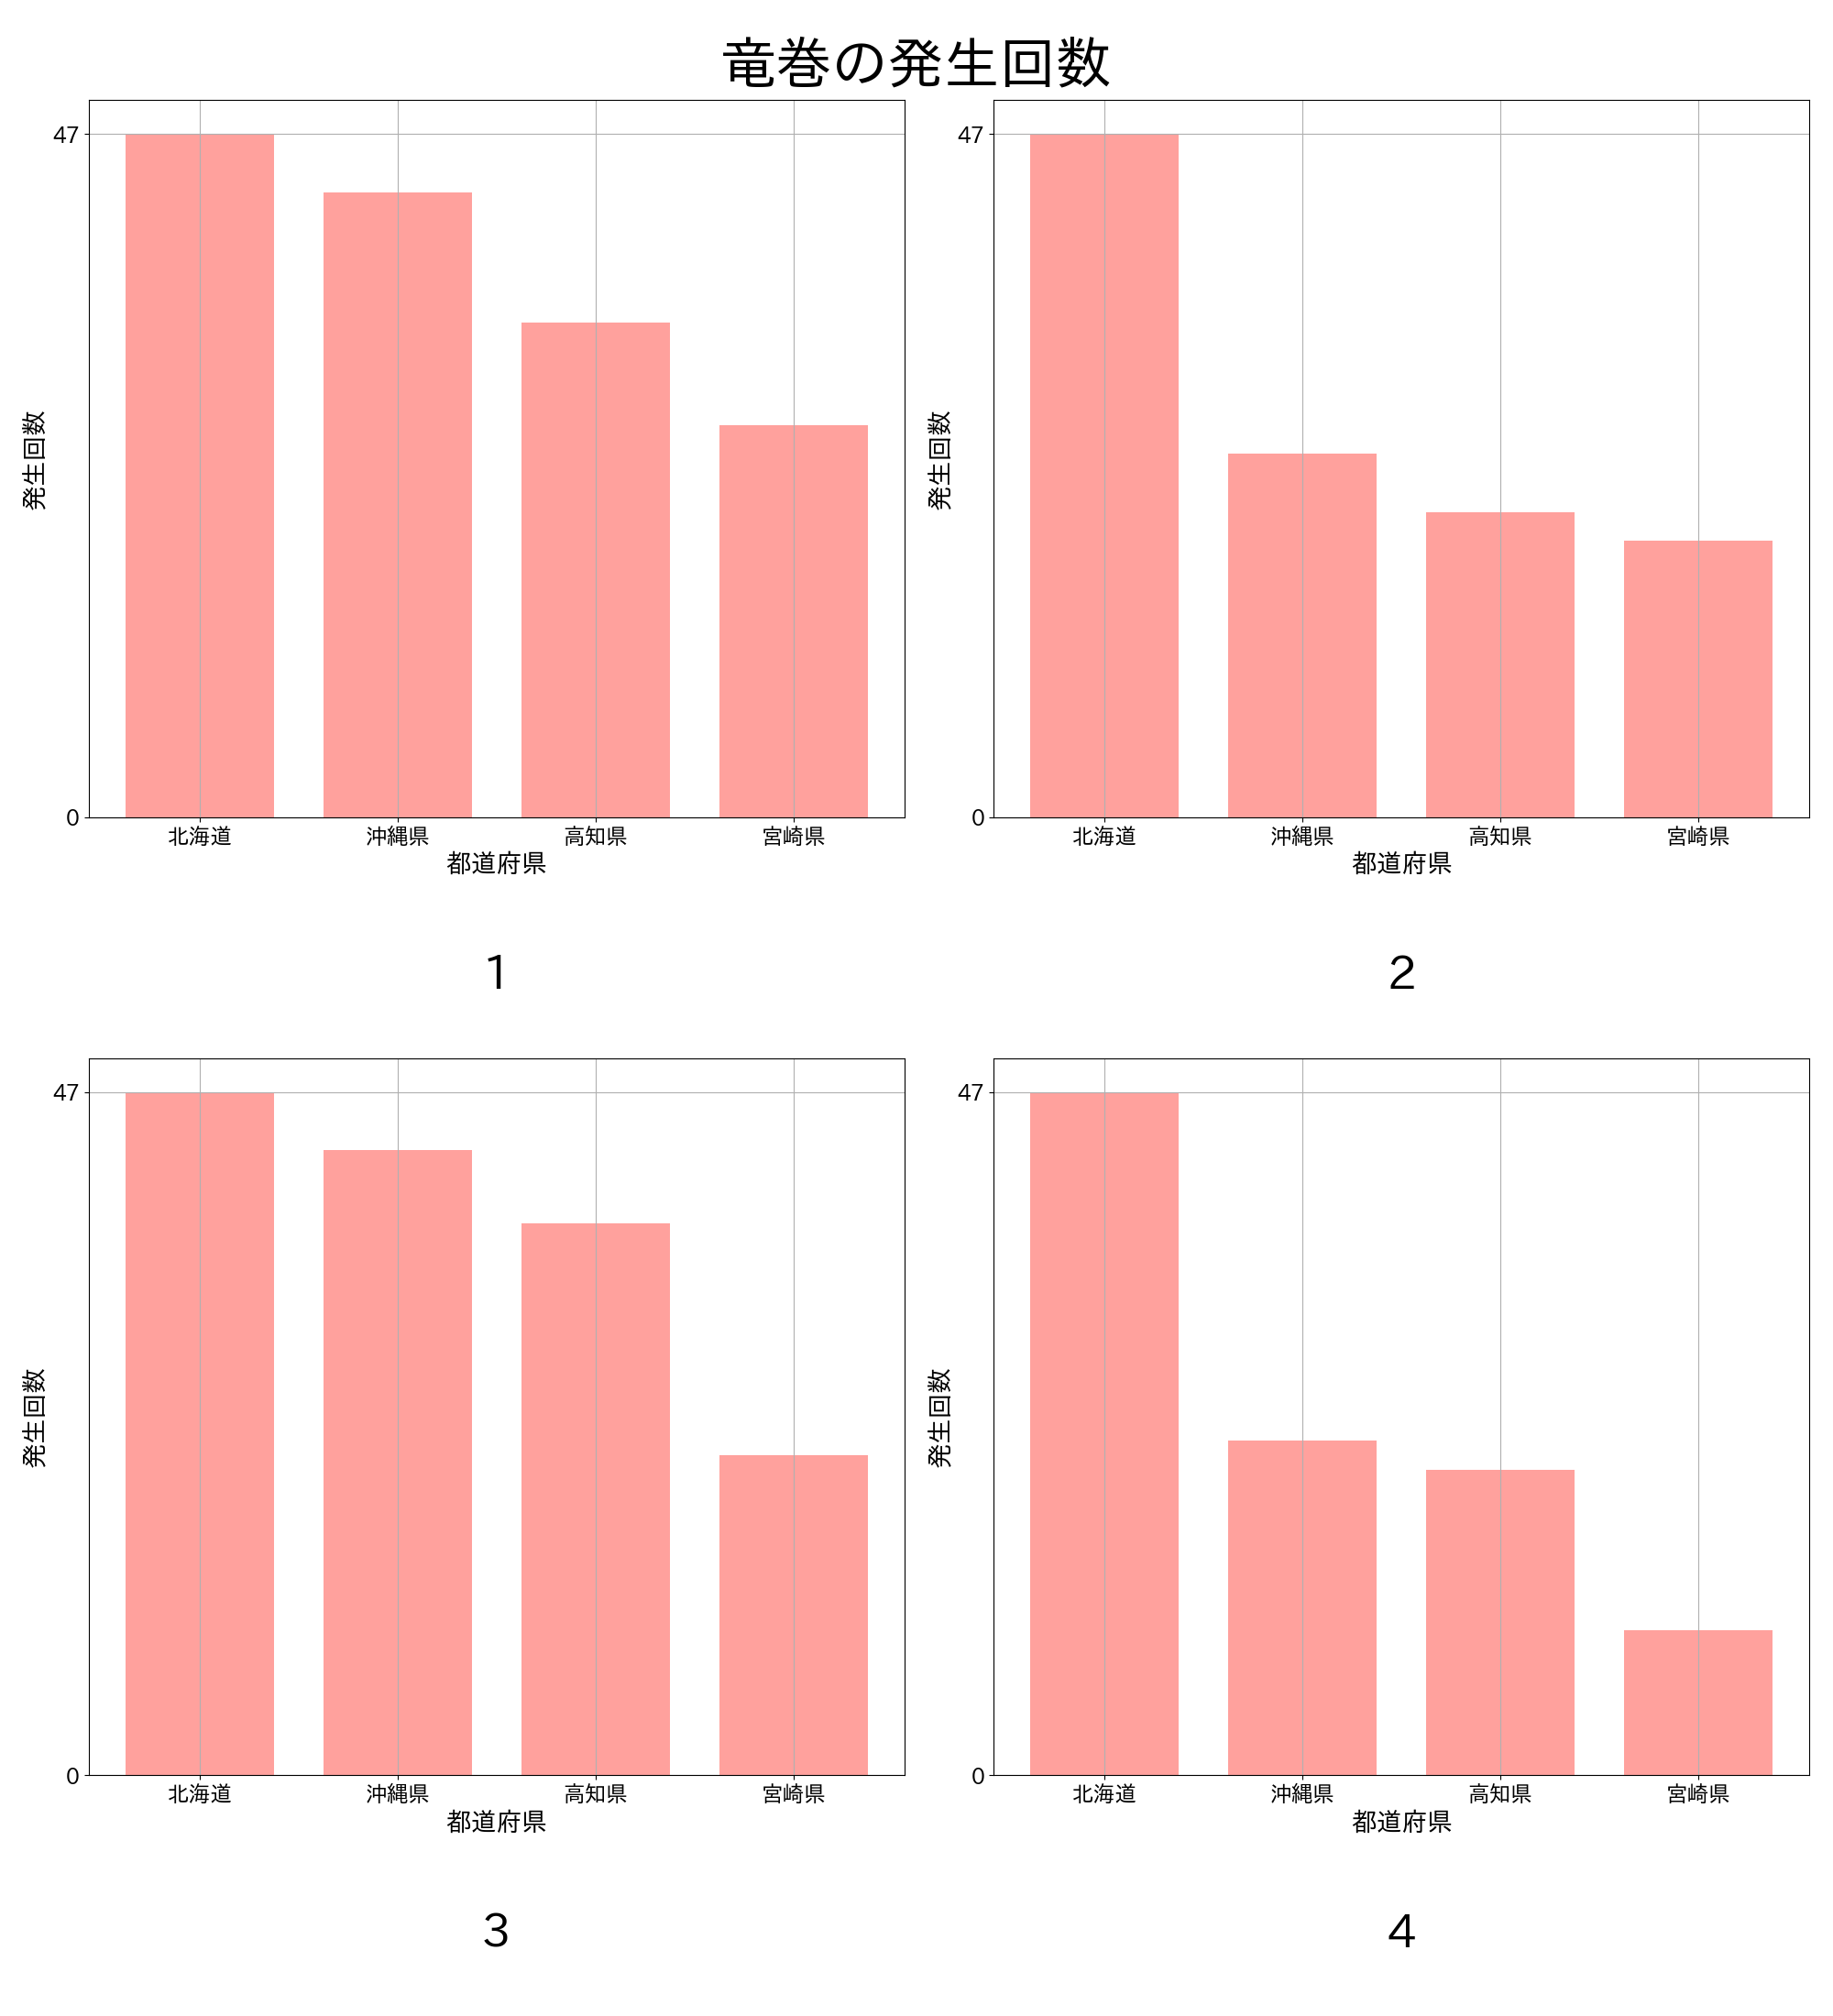 竜巻の発生回数
47
発生回数
0
北海道 沖縄県 高知県 宮崎県
都道府県
1
47
発生回数
0
北海道 沖縄県 高知県 宮崎県
都道府県
2
47
発生回数
0
北海道 沖縄県 高知県 宮崎県
都道府県
3
47
発生回数
0
北海道 沖縄県 高知県 宮崎県
都道府県
4